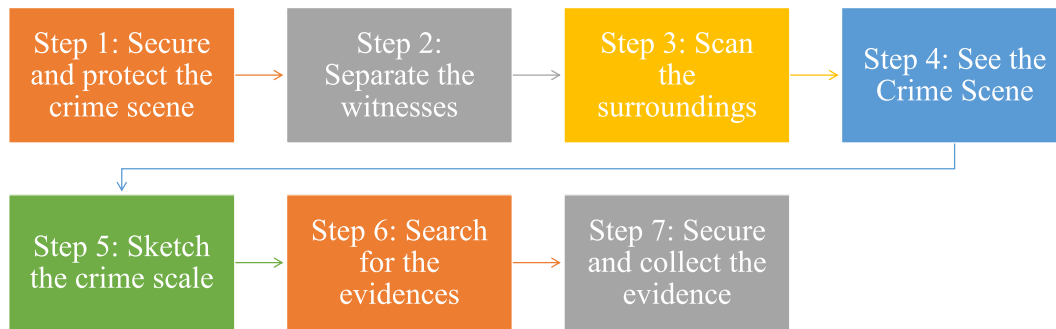 Step 1: Secure
and protect the
crime scene
Step 2:
Separate the
witnesses
Step 3: Scan
the
surroundings
Step 4: See the
Crime Scene
Step 5: Sketch
the crime scale
Step 6: Search
for the
evidences
Step 7: Secure
and collect the
evidence